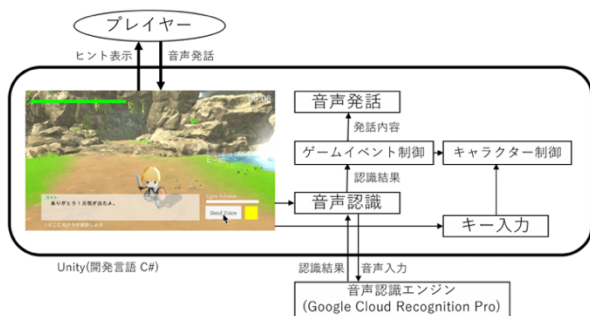 プレイヤー
ヒント表示
音声発話
音声発話
発話内容
ゲームイベント制御
キャラクター制御
認識結果
ありがとう！元気が出たよ。
Send Voice
音声認識
キー入力
Unity(開発言語 C#)
認識結果
音声入力
音声認識エンジン
(Google Cloud Recognition Pro)